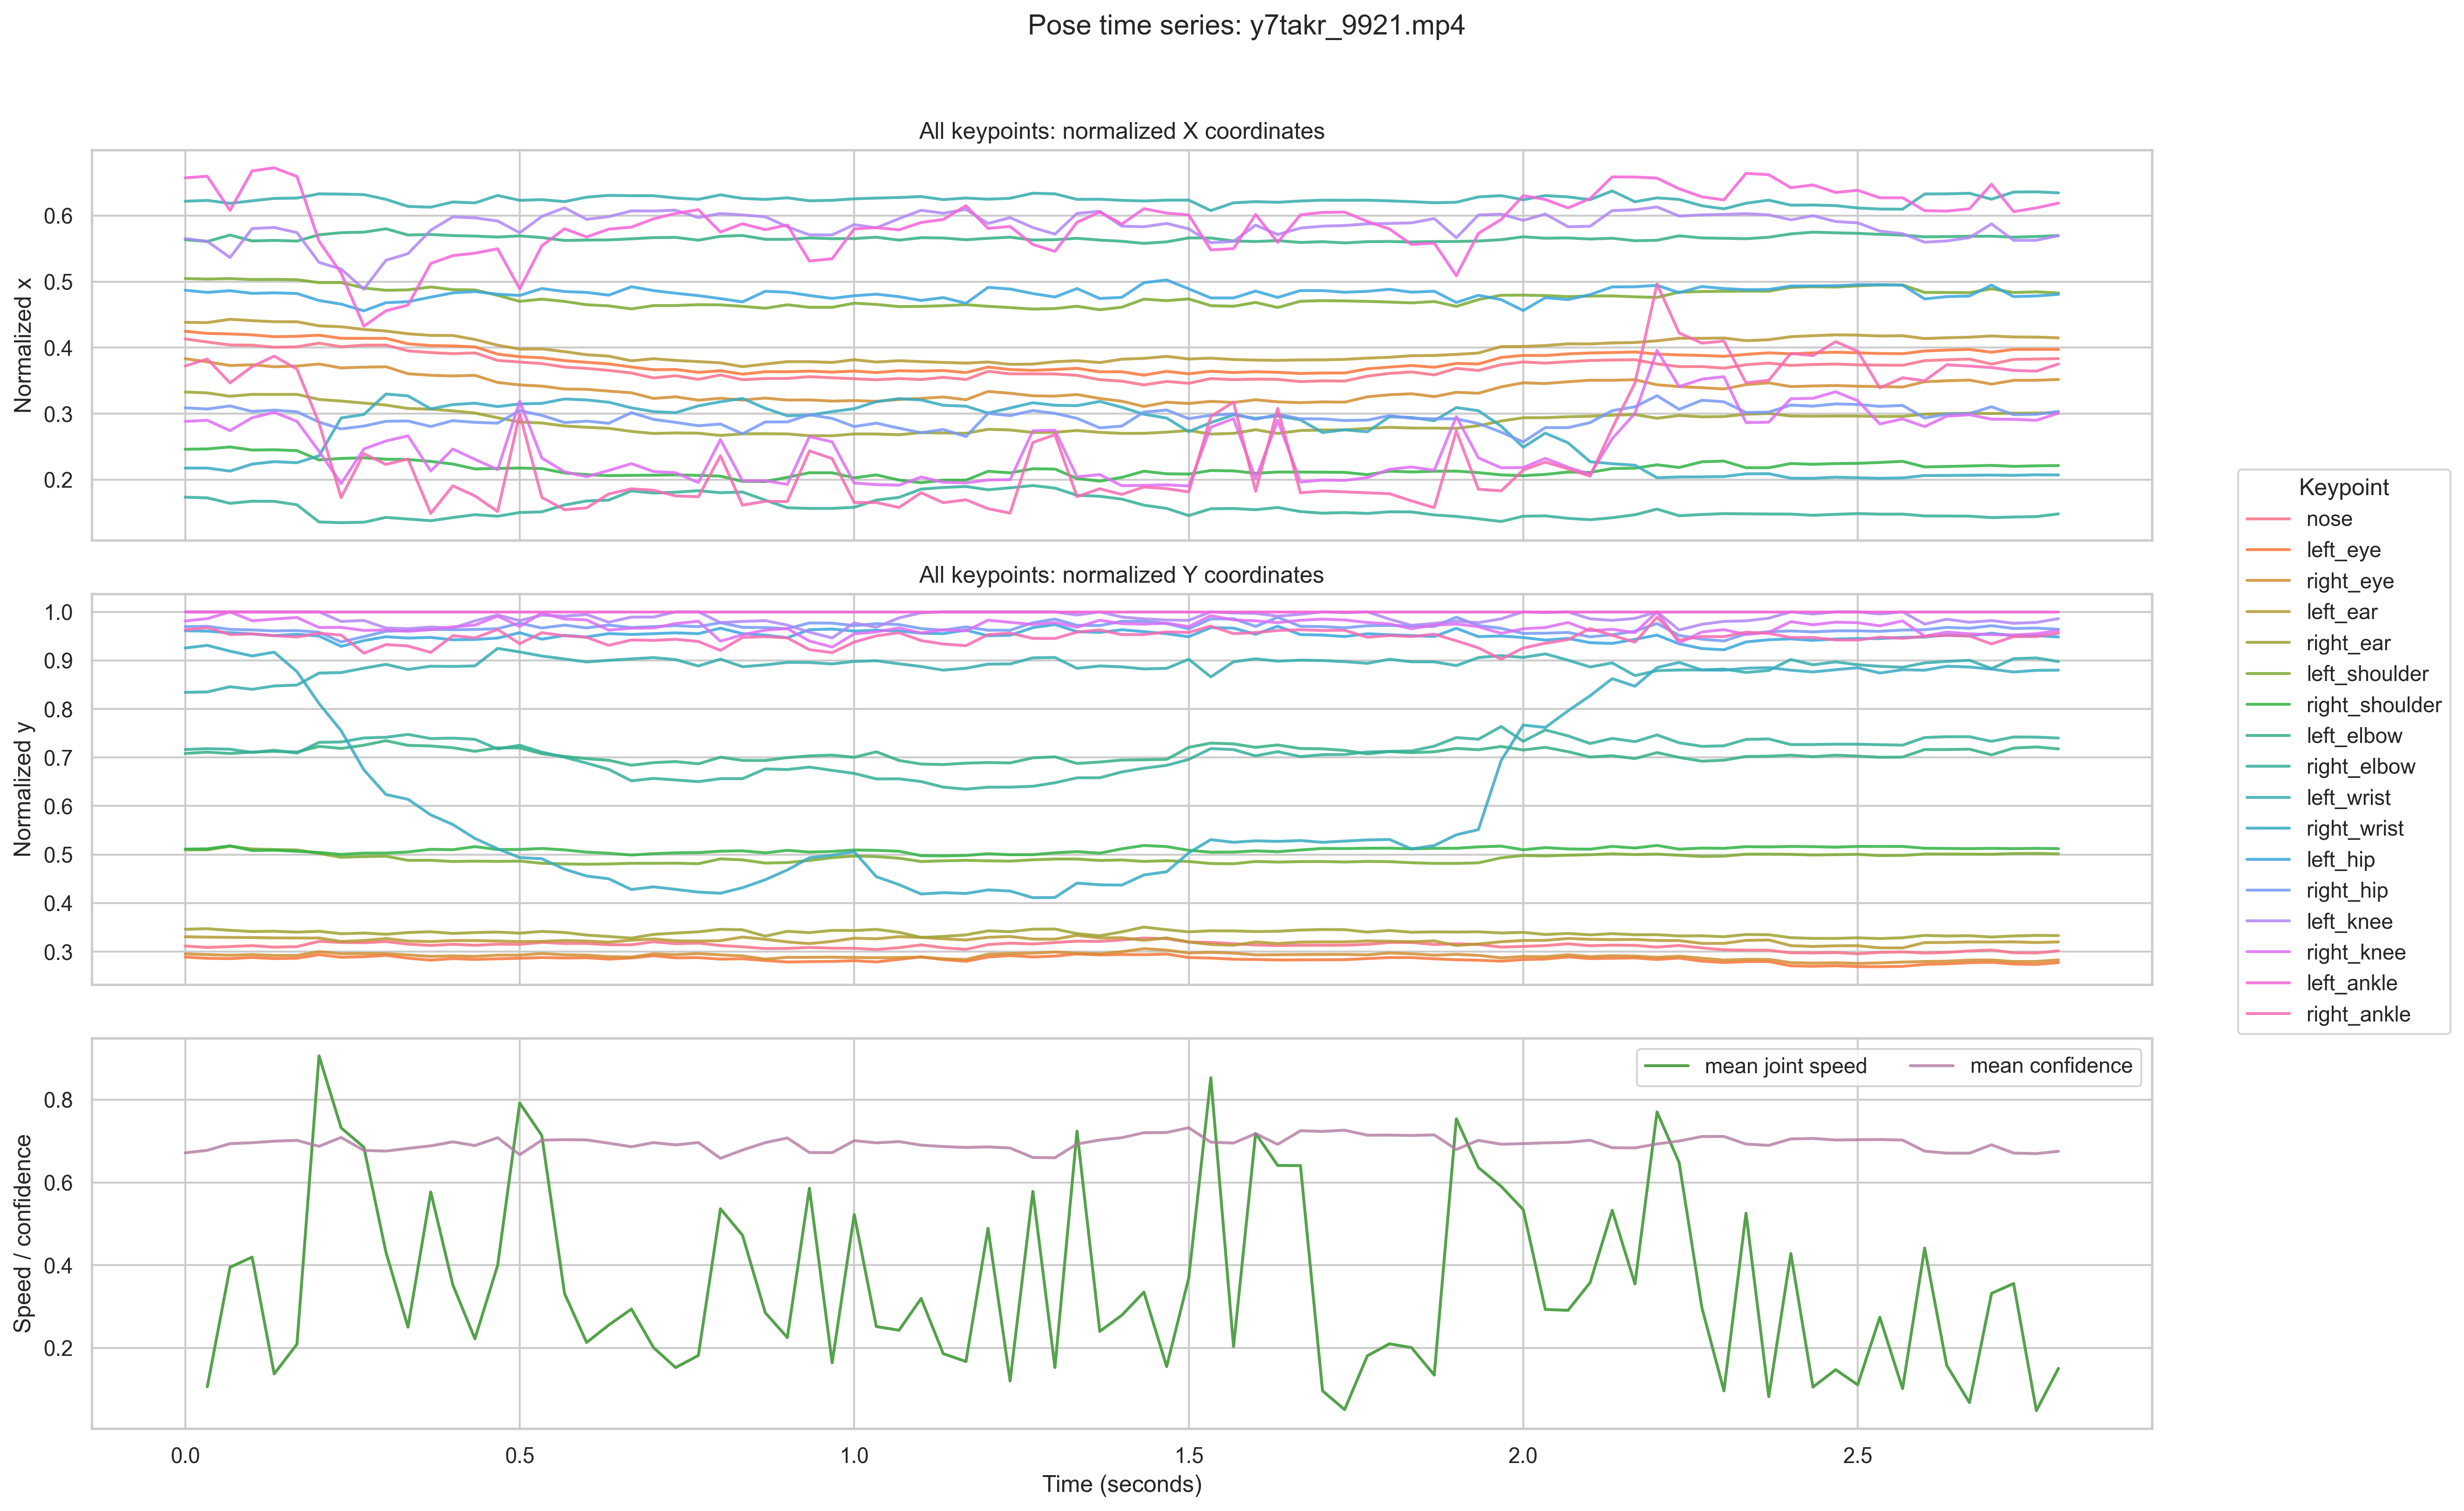 Pose time series: y7takr_9921.mp4
All keypoints: normalized X coordinates
Normalized x
0.6
0.5
0.4
0.3
0.2
All keypoints: normalized Y coordinates
Normalized y
1.0
0.9
0.8
0.7
0.6
0.5
0.4
0.3
Keypoint
nose
left_eye
right_eye
left_ear
right_ear
left_shoulder
right_shoulder
left_elbow
right_elbow
left_wrist
right_wrist
left_hip
right_hip
left_knee
right_knee
left_ankle
right_ankle
mean joint speed
mean confidence
Speed / confidence
0.8
0.6
0.4
0.2
0.0
0.5
1.0
1.5
2.0
2.5
Time (seconds)